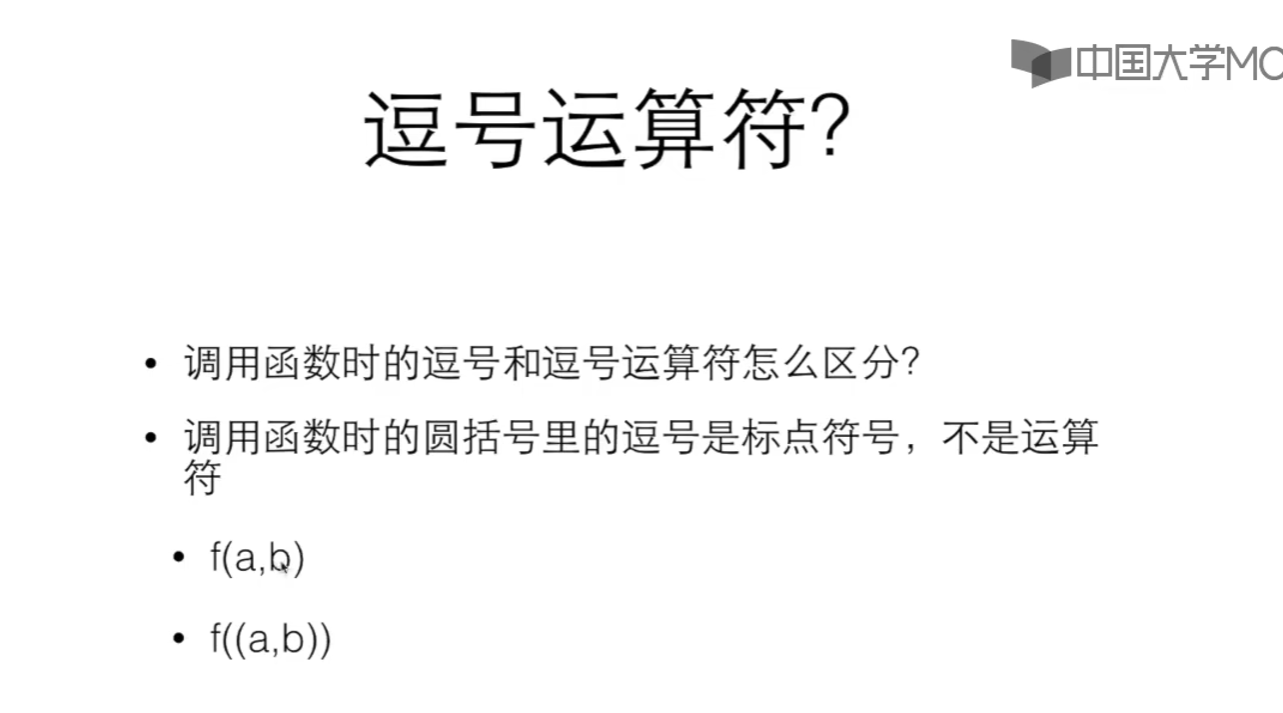 中国大学MO
逗号运算符?
• 调用函数时的逗号和逗号运算符怎么区分?
• 调用函数时的圆括号里的逗号是标点符号，不是运算
符
• f(a,b)
• f((a,b))